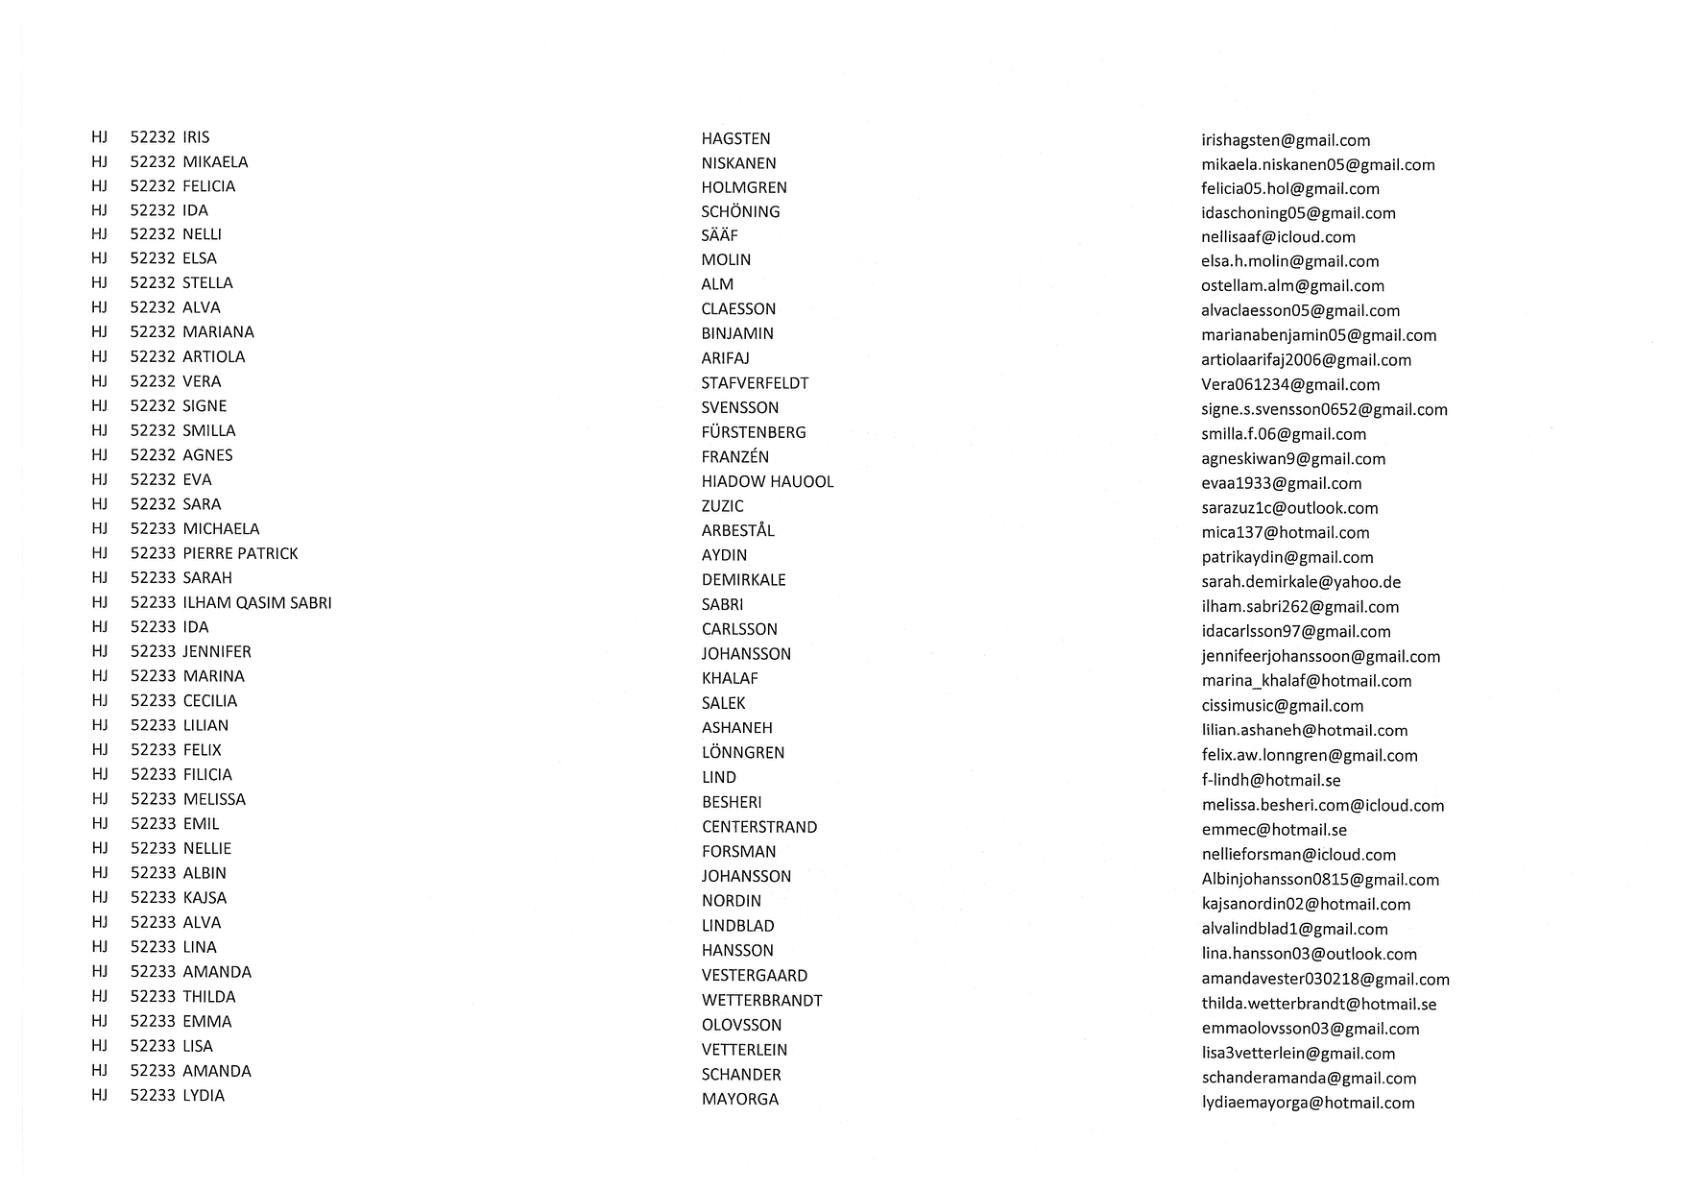 HJ 52232 IRIS HAGSTEN irishagsten@gmail.com
HJ 52232 MIKAELA NISKANEN mikaela.niskanen05@gmail.com
HJ 52232 FELICIA HOLMGREN felicia05.hol@gmail.com
HJ 52232 IDA SCHÖNING idaschoning05@gmail.com
HJ 52232 NELLI SÄÄF nellisaaf@icloud.com
HJ 52232 ELSA MOLIN elsa.h.molin@gmail.com
HJ 52232 STELLA ALM ostellam.alm@gmail.com
HJ 52232 ALVA CLAESSON alvaclaesson05@gmail.com
HJ 52232 MARIANA BINJAMIN marianabenjamin05@gmail.com
HJ 52232 ARTIOLA ARIFAJ artiolaarifaj2006@gmail.com
HJ 52232 VERA STAFVERFELDT Vera061234@gmail.com
HJ 52232 SIGNE SVENSSON signe.s.svensson0652@gmail.com
HJ 52232 SMILLA FÜRSTENBERG smilla.f.06@gmail.com
HJ 52232 AGNES FRANZÉN agneskiwan9@gmail.com
HJ 52232 EVA HIADOW HAUOOL evaa1933@gmail.com
HJ 52232 SARA ZUZIC sarazuz1c@outlook.com
HJ 52233 MICHAELA ARBESTÅL mica137@hotmail.com
HJ 52233 PIERRE PATRICK AYDIN patrikaydin@gmail.com
HJ 52233 SARAH DEMIRKALE sarah.demirkale@yahoo.de
HJ 52233 ILHAM QASIM SABRI SABRI ilham.sabri262@gmail.com
HJ 52233 IDA CARLSSON idacarlsson97@gmail.com
HJ 52233 JENNIFER JOHANSSON jennifeerjohanssoon@gmail.com
HJ 52233 MARINA KHALAF marina_khalaf@hotmail.com
HJ 52233 CECILIA SALEK cissimusic@gmail.com
HJ 52233 LILIAN ASHANEH lilian.ashaneh@hotmail.com
HJ 52233 FELIX LÖNNGREN felix.aw.lonngren@gmail.com
HJ 52233 FILICIA LIND f-lindh@hotmail.se
HJ 52233 MELISSA BESHERI melissa.besheri.com@icloud.com
HJ 52233 EMIL CENTERSTRAND emmec@hotmail.se
HJ 52233 NELLIE FORSMAN nellieforsman@icloud.com
HJ 52233 ALBIN JOHANSSON Albinjohansson0815@gmail.com
HJ 52233 KAJSA NORDIN kajsanordin02@hotmail.com
HJ 52233 ALVA LINDBLAD alvalindblad1@gmail.com
HJ 52233 LINA HANSSON lina.hansson03@outlook.com
HJ 52233 AMANDA VESTERGAARD amandavester030218@gmail.com
HJ 52233 THILDA WETTERBRANDT thilda.wetterbrandt@hotmail.se
HJ 52233 EMMA OLOVSSON emmaolovsson03@gmail.com
HJ 52233 LISA VETTERLEIN lisa3vetterlein@gmail.com
HJ 52233 AMANDA SCHANDER schanderamanda@gmail.com
HJ 52233 LYDIA MAYORGA lydiaemayorga@hotmail.com